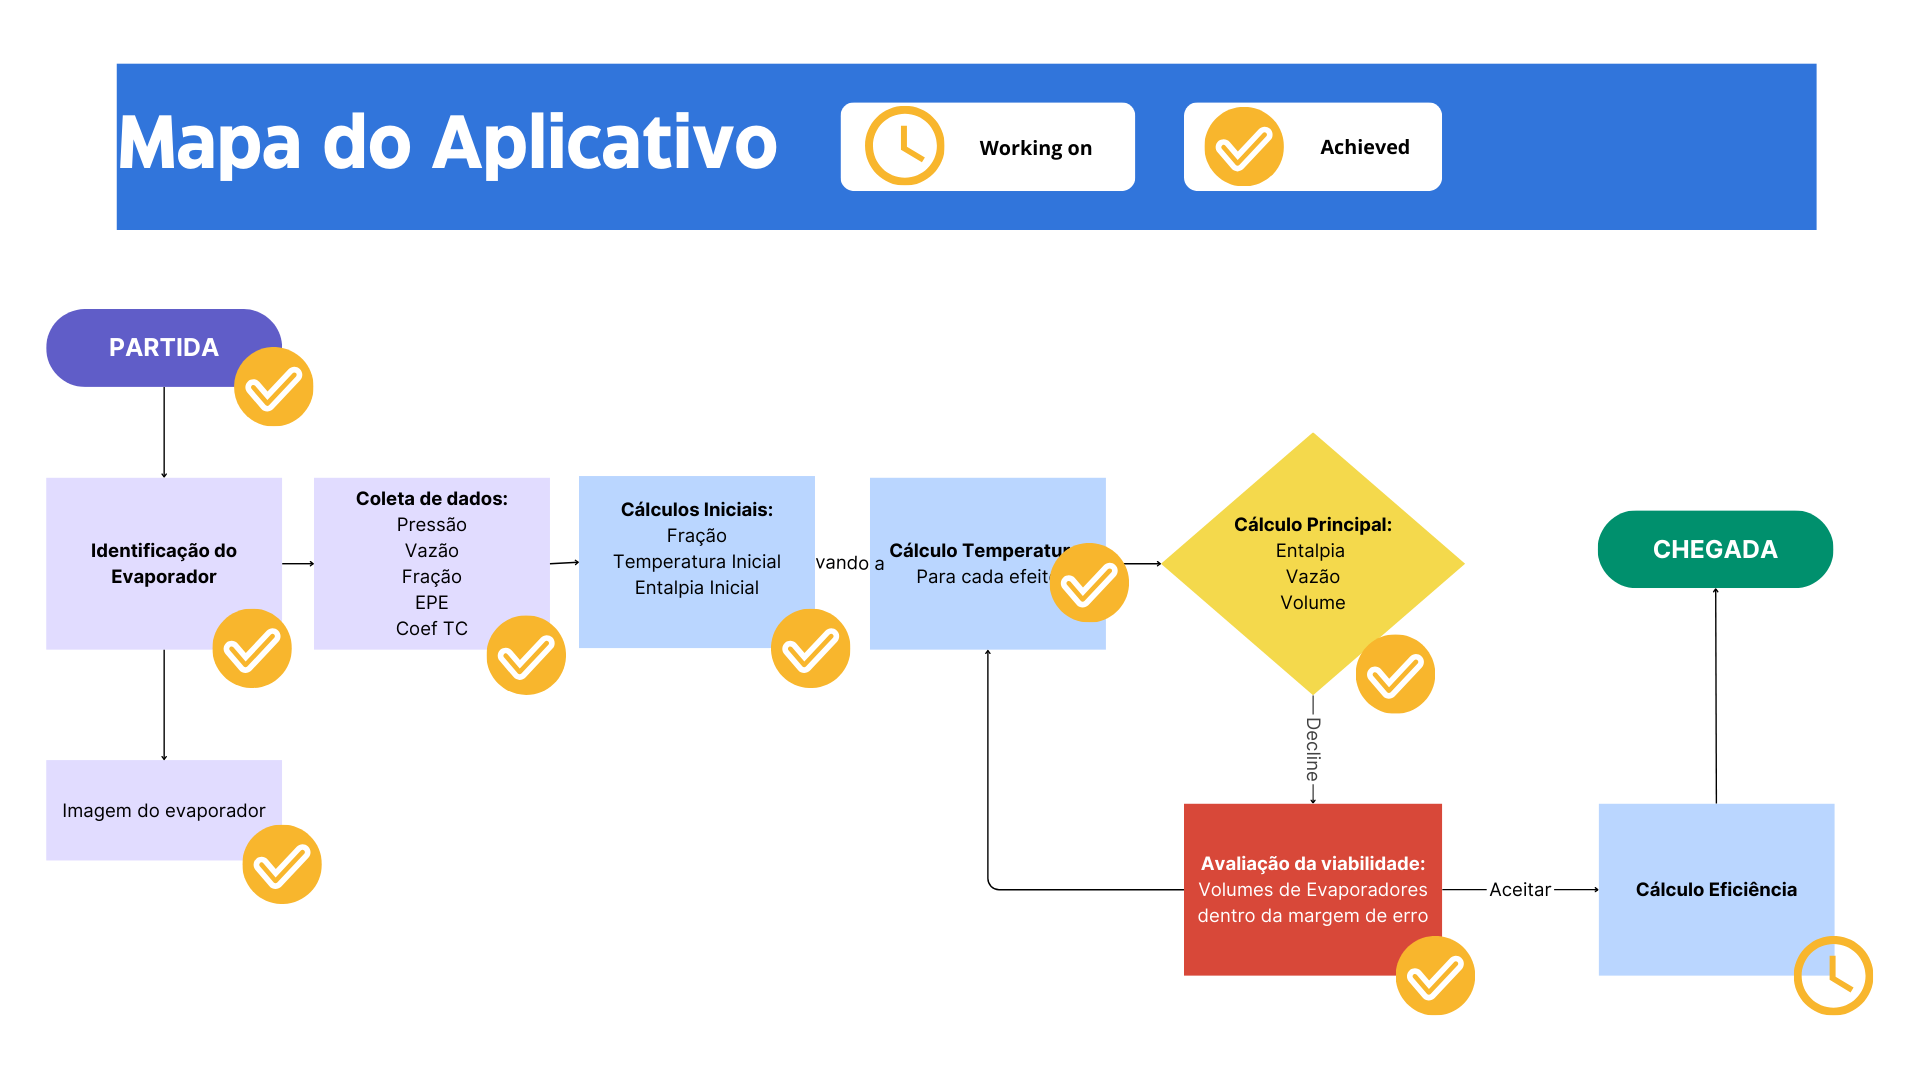 Mapa do Aplicativo
Working on
Achieved
PARTIDA
Identificação do
Evaporador
Coleta de dados:
Pressão
Vazão
Fração
EPE
Coef TC
Cálculos Iniciais:
Fração
Temperatura Inicial
Entalpia Inicial
vando a
Cálculo Temperatur
Para cada efeit
Cálculo Principal:
Entalpia
Vazão
Volume
CHEGADA
Decline
Imagem do evaporador
Avaliação da viabilidade:
Volumes de Evaporadores
dentro da margem de erro
Aceitar
Cálculo Eficiência